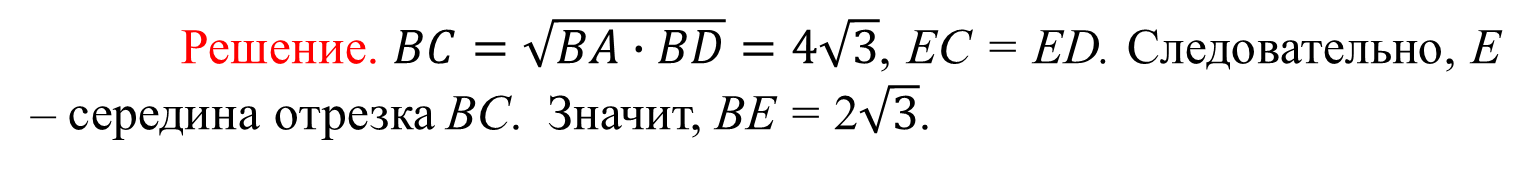 Решение. BC = √(BA · BD) = 4√3, EC = ED. Следовательно, E
– середина отрезка BC. Значит, BE = 2√3.